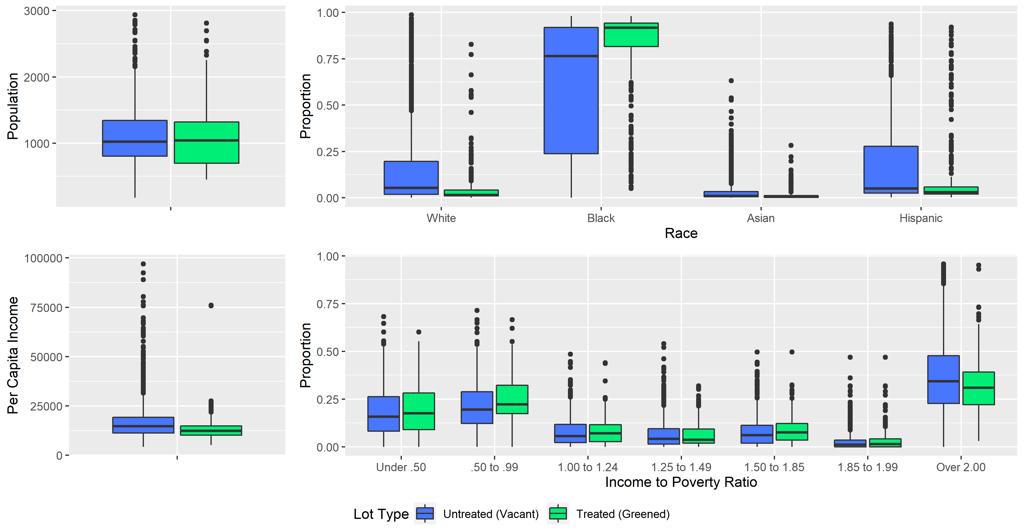 3000
2000
1000
Population
1.00
0.75
0.50
0.25
0.00
Proportion
White Black Asian Hispanic
Race
100000
75000
50000
25000
0
Per Capita Income
1.00
0.75
0.50
0.25
0.00
Proportion
Under .50 .50 to .99 1.00 to 1.24 1.25 to 1.49 1.50 to 1.85 1.85 to 1.99 Over 2.00
Income to Poverty Ratio
Lot Type Untreated (Vacant) Treated (Greened)